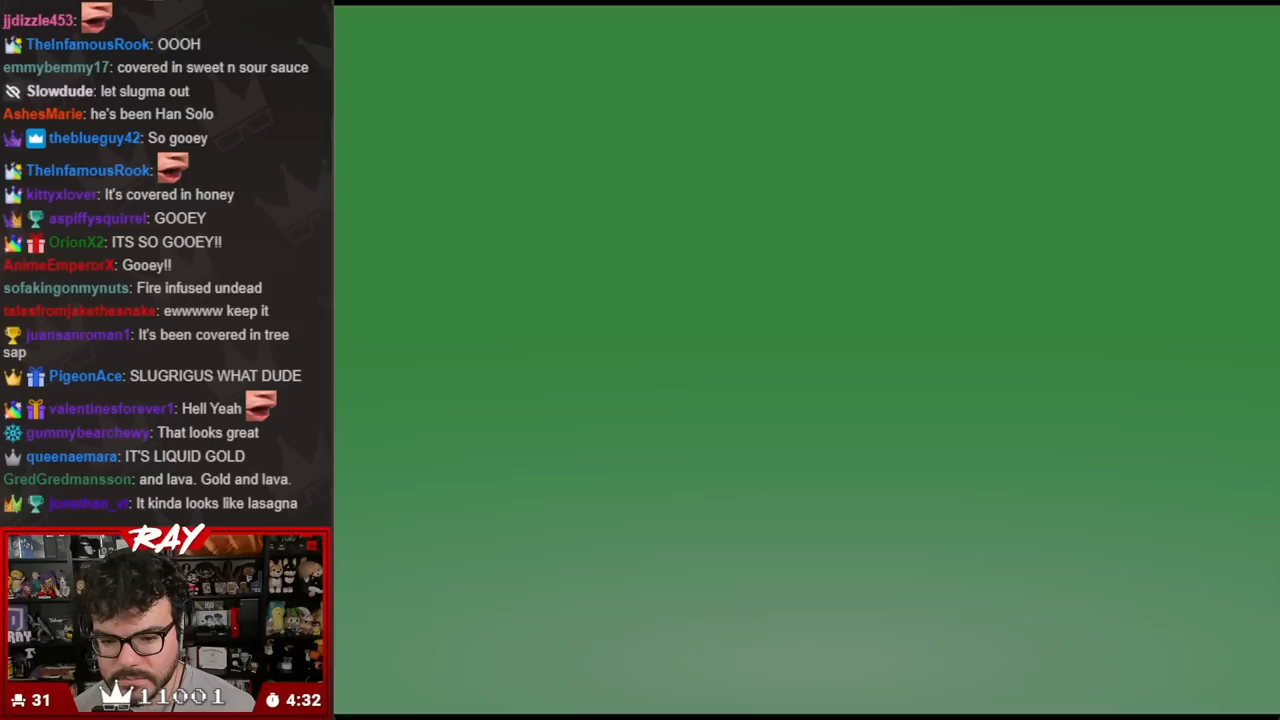 jjdizzle453:
TheInfamousRook: OOOH
emmybemmy17: covered in sweet n sour sauce
Slowdude: let slugma out
AshesMarie: he's been Han Solo
theblueguy42: So gooey
TheInfamousRook:
kittyxlover: It's covered in honey
aspiffysquirrel: GOOEY
OrionX2: ITS SO GOOEY!!
AnimeEmperorX: Gooey!!
sofakingonmynuts: Fire infused undead
talesfromjakethesnake: ewwwww keep it
juansanroman1: It's been covered in tree
sap
PigeonAce: SLUGRIGUS WHAT DUDE
valentinesforever1: Hell Yeah
gummybearchewy: That looks great
queenaemara: IT'S LIQUID GOLD
GredGredmansson: and lava. Gold and lava.
jonathan_vt: It kinda looks like lasagna
RAY
RAY
31
11001
4:32